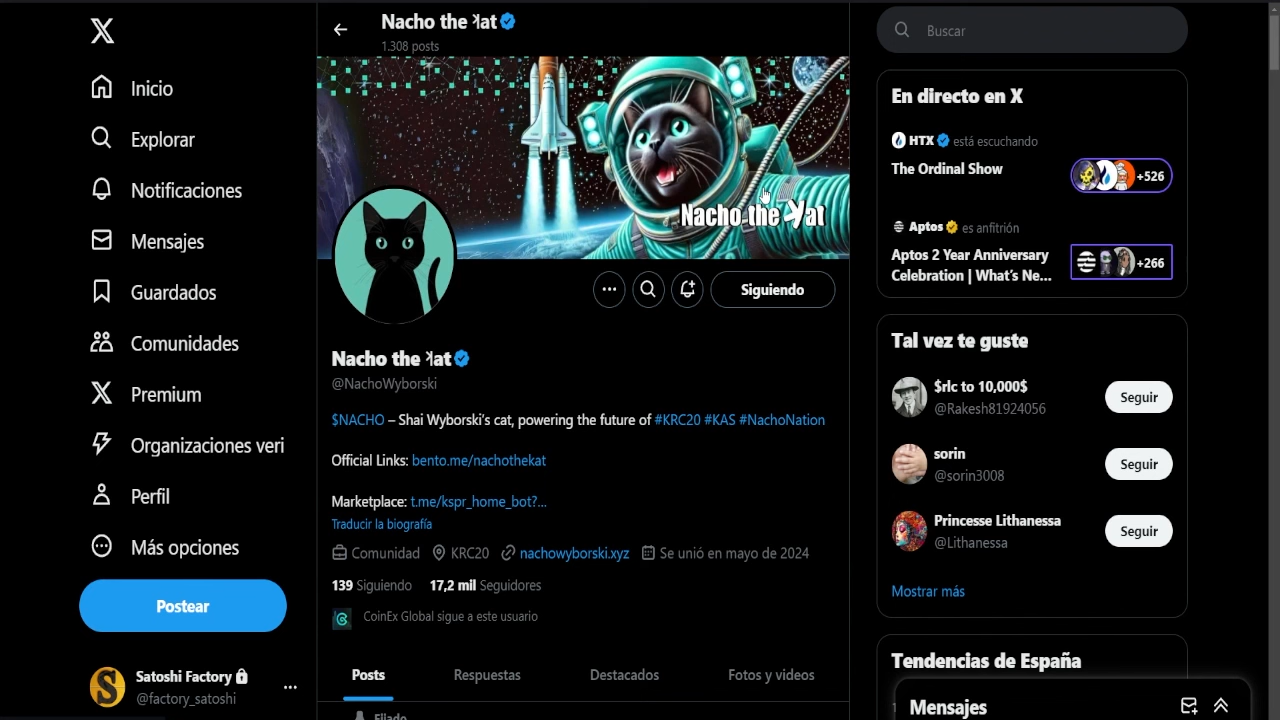 Inicio
Explorar
Notificaciones
Mensajes
Guardados
Comunidades
Premium
Organizaciones veri
Perfil
Más opciones
Postear
Satoshi Factory
@factory_satoshi
Nacho the ʞat
1.308 posts
Nacho the
Siguiendo
Nacho the ʞat
@NachoWyborski
$NACHO – Shai Wyborski's cat, powering the future of #KRC20 #KAS #NachoNation
Official Links: bento.me/nachothekat
Marketplace: t.me/kspr_home_bot?...
Traducir la biografía
Comunidad KRC20 nachowyborski.xyz Se unió en mayo de 2024
139 Siguiendo 17,2 mil Seguidores
CoinEx Global sigue a este usuario
Posts Respuestas Destacados Fotos y videos
Fijado
Buscar
En directo en X
HTX está escuchando
The Ordinal Show
+526
Aptos es anfitrión
Aptos 2 Year Anniversary
Celebration | What's Ne...
+266
Tal vez te guste
$rlc to 10,000$
@Rakesh81924056
Seguir
sorin
@sorin3008
Seguir
Princesse Lithanessa
@Lithanessa
Seguir
Mostrar más
Tendencias de España
Mensajes